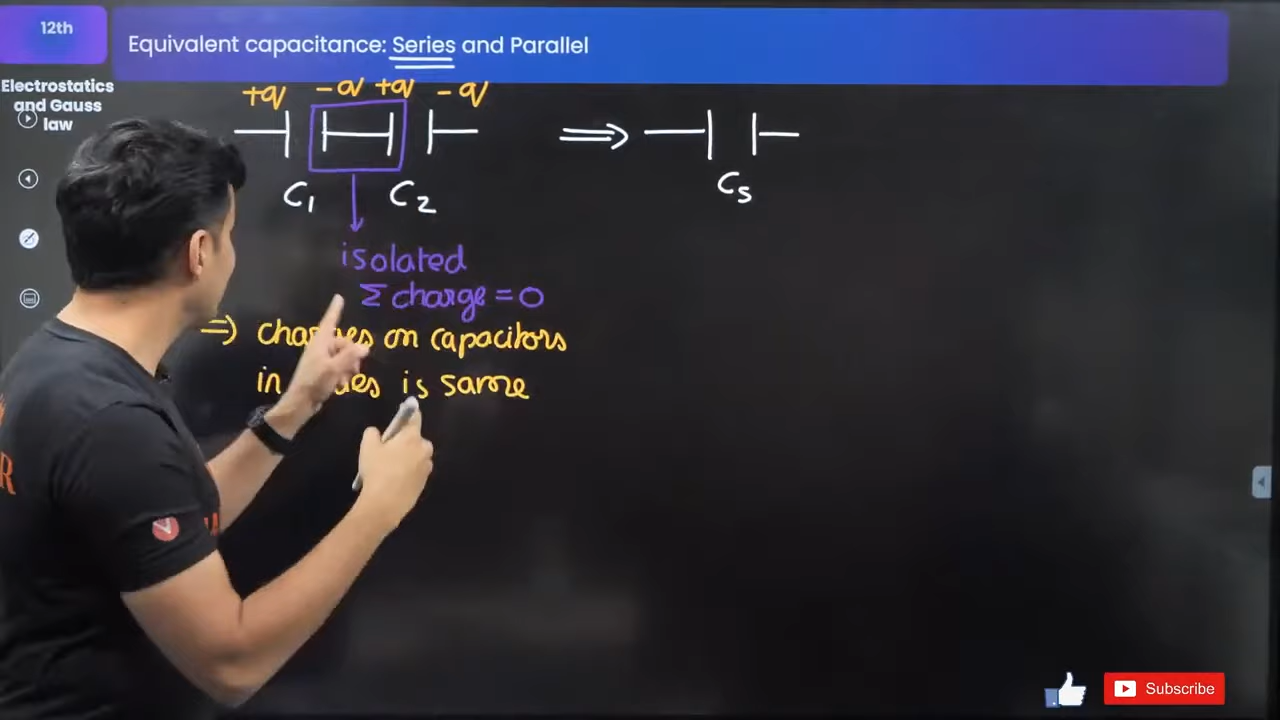 12th
Equivalent capacitance: Series and Parallel
Electrostatics
and Gauss
law
+q -q +q -q
C1 C2
Cs
isolated
Σ charge = 0
⇒ charges on capacitors
in is same
R
V
Subscribe